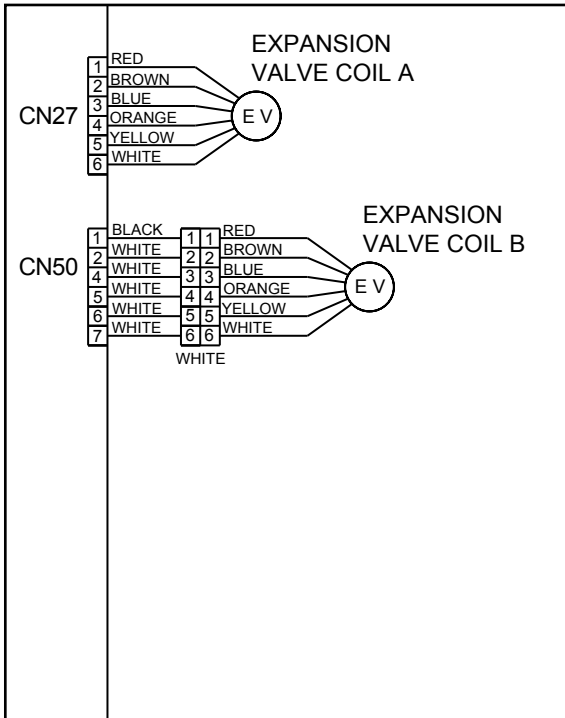 EXPANSION
VALVE COIL A
CN27
1 RED
2 BROWN
3 BLUE
4 ORANGE
5 YELLOW
6 WHITE
E V
EXPANSION
VALVE COIL B
CN50
1 BLACK 1 1 RED
2 WHITE 2 2 BROWN
4 WHITE 3 3 BLUE
5 WHITE 4 4 ORANGE
6 WHITE 5 5 YELLOW
7 WHITE 6 6 WHITE
E V
WHITE